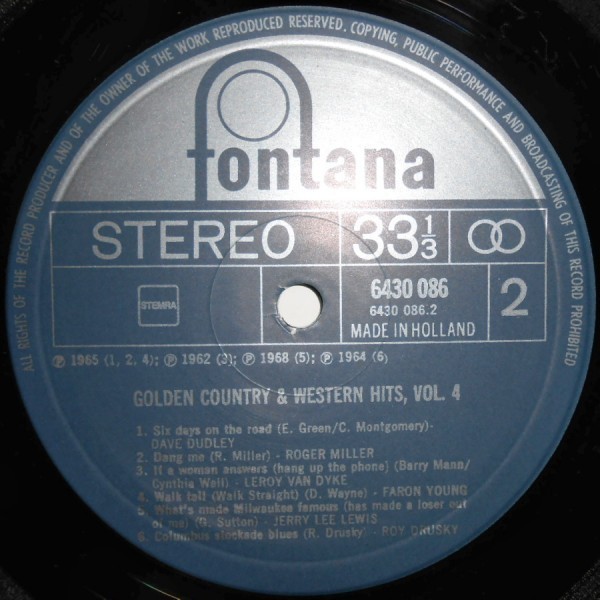 ALL RIGHTS OF THE RECORD PRODUCER AND OF THE OWNER OF THE WORK REPRODUCED RESERVED. COPYING, PUBLIC PERFORMANCE AND BROADCASTING OF THIS RECORD PROHIBITED
fontana
STEREO 33 1/3
STEMRA 6430 086 2
6430 086.2
MADE IN HOLLAND
℗ 1965 (1, 2, 4); ℗ 1962 (3); ℗ 1968 (5); ℗ 1964 (6)
GOLDEN COUNTRY & WESTERN HITS, VOL. 4
1. Six days on the road (E. Green/C. Montgomery)-
DAVE DUDLEY
2. Dang me (R. Miller) - ROGER MILLER
3. If a woman answers (hang up the phone) (Barry Mann/
Cynthia Weil) - LEROY VAN DYKE
4. Walk tall (Walk Straight) (D. Wayne) - FARON YOUNG
5. What's made Milwaukee famous (has made a loser out
of me) (G. Sutton) - JERRY LEE LEWIS
6. Columbus stockade blues (R. Drusky) - ROY DRUSKY